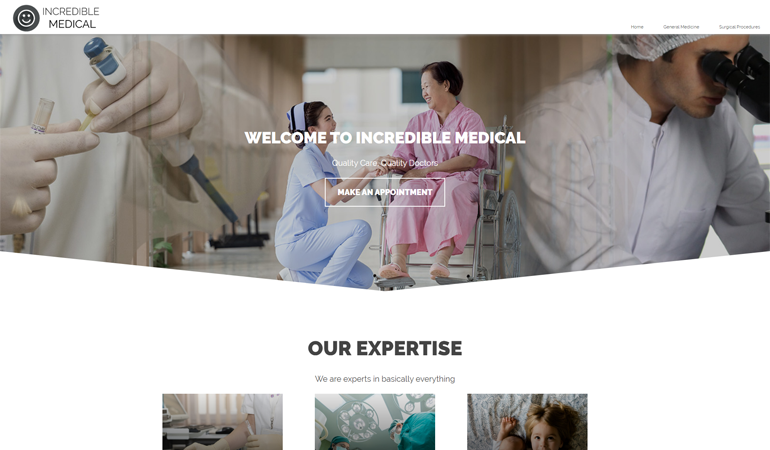 INCREDIBLE
MEDICAL
Home
General Medicine
Surgical Procedures
WELCOME TO INCREDIBLE MEDICAL
Quality Care, Quality Doctors
MAKE AN APPOINTMENT
OUR EXPERTISE
We are experts in basically everything